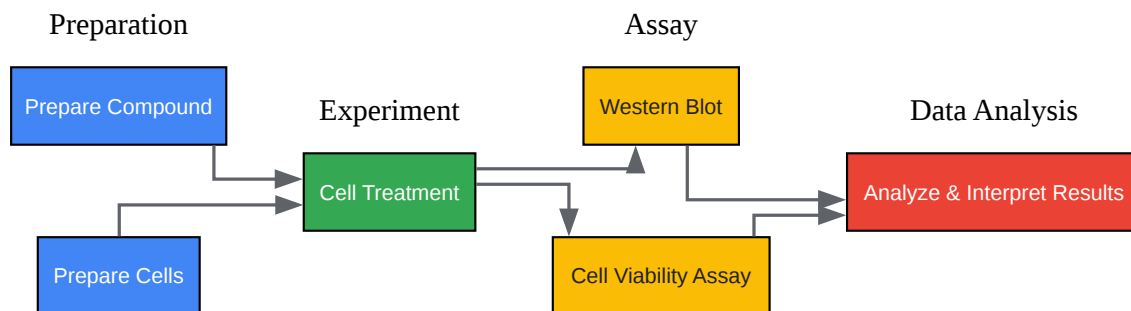 Preparation
Prepare Compound
Prepare Cells
Experiment
Cell Treatment
Assay
Western Blot
Cell Viability Assay
Data Analysis
Analyze & Interpret Results